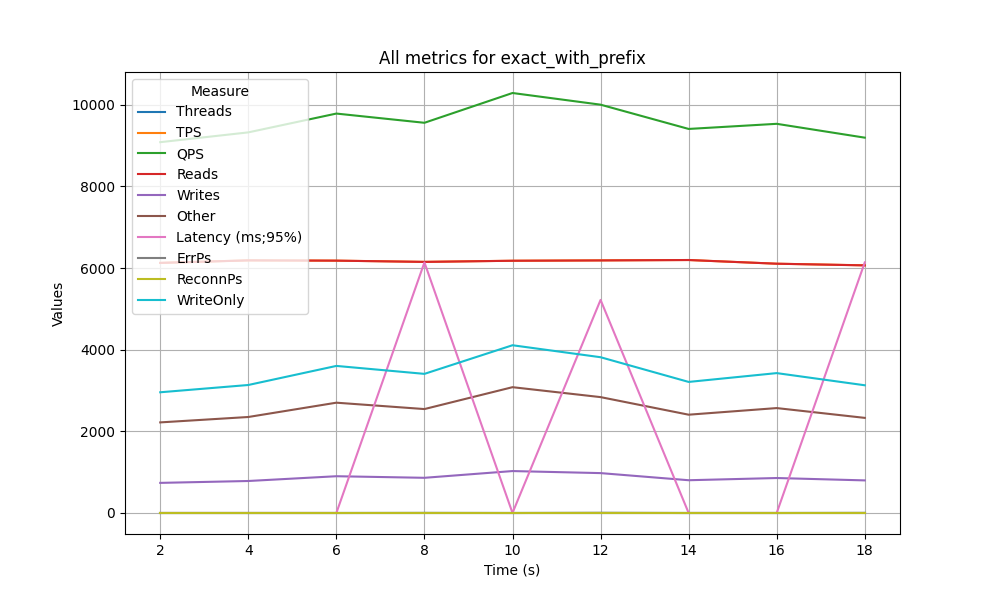 All metrics for exact_with_prefix
Measure
Threads
TPS
QPS
Reads
Writes
Other
Latency (ms;95%)
ErrPs
ReconnPs
WriteOnly
Values
10000
8000
6000
4000
2000
0
2 4 6 8 10 12 14 16 18
Time (s)